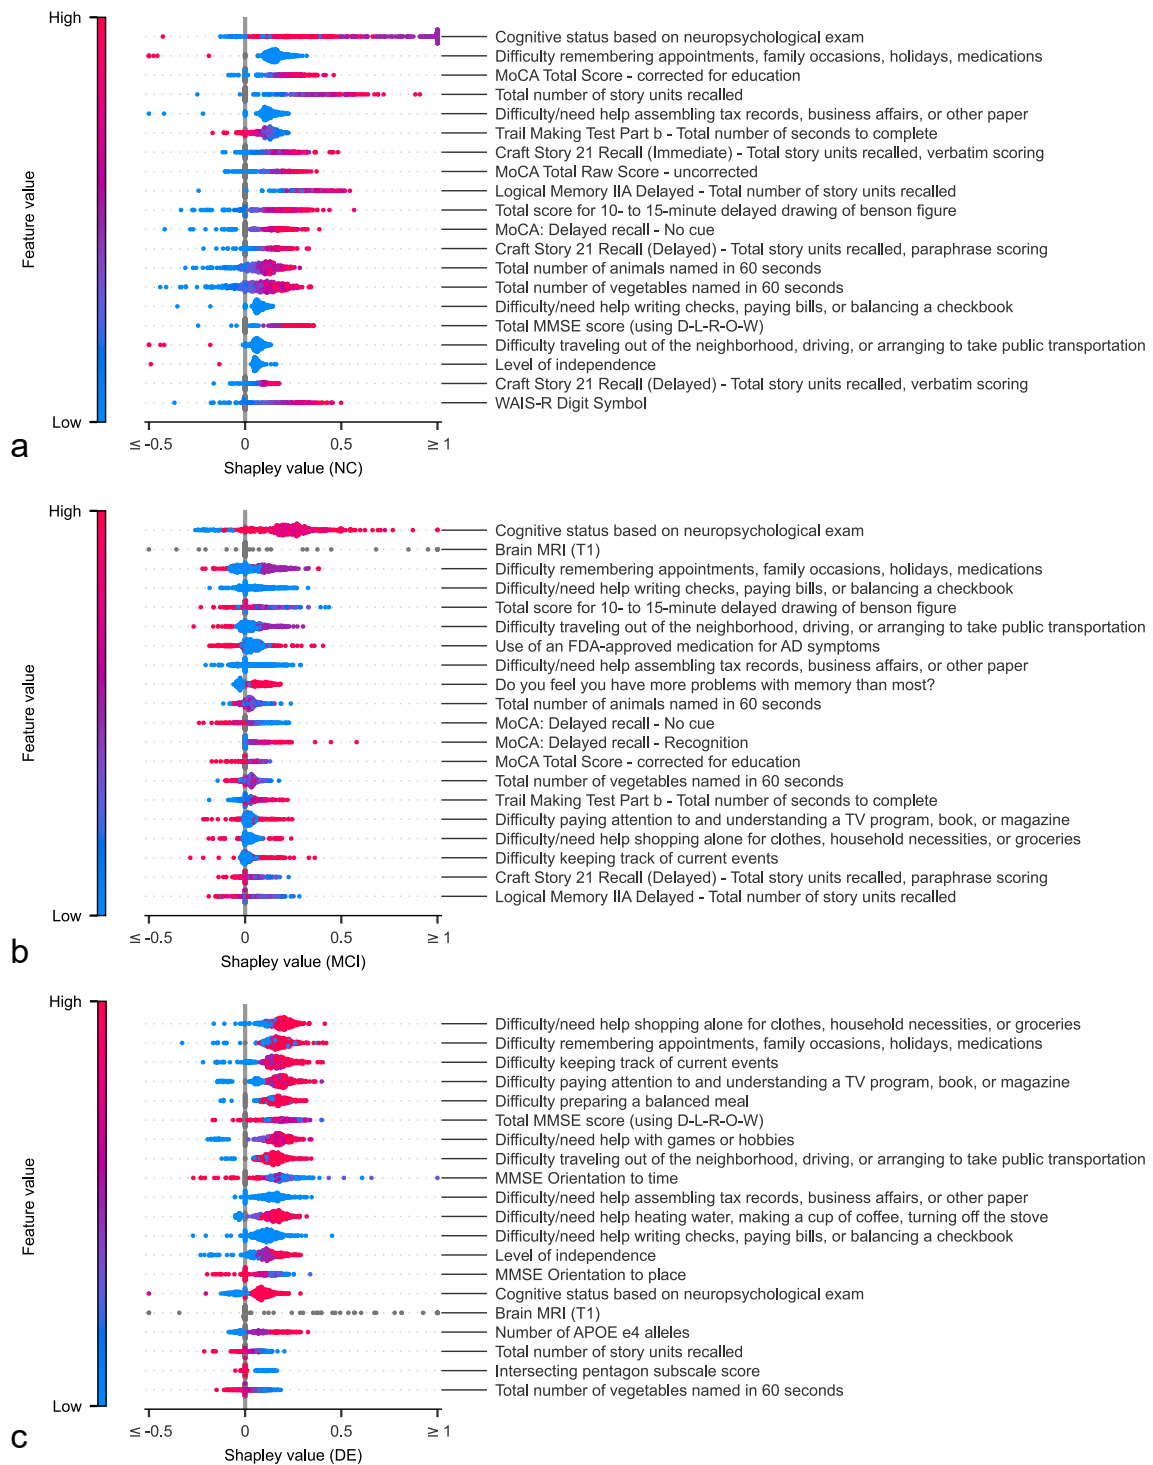 High
Cognitive status based on neuropsychological exam
Difficulty remembering appointments, family occasions, holidays, medications
MoCA Total Score - corrected for education
Total number of story units recalled
Difficulty/need help assembling tax records, business affairs, or other paper
Trail Making Test Part b - Total number of seconds to complete
Craft Story 21 Recall (Immediate) - Total story units recalled, verbatim scoring
MoCA Total Raw Score - uncorrected
Logical Memory IIA Delayed - Total number of story units recalled
Total score for 10- to 15-minute delayed drawing of benson figure
MoCA: Delayed recall - No cue
Craft Story 21 Recall (Delayed) - Total story units recalled, paraphrase scoring
Total number of animals named in 60 seconds
Total number of vegetables named in 60 seconds
Difficulty/need help writing checks, paying bills, or balancing a checkbook
Total MMSE score (using D-L-R-O-W)
Difficulty traveling out of the neighborhood, driving, or arranging to take public transportation
Level of independence
Craft Story 21 Recall (Delayed) - Total story units recalled, verbatim scoring
WAIS-R Digit Symbol
Feature value
Low
≤ -0.5 0 0.5 ≥ 1
Shapley value (NC)
a
High
Cognitive status based on neuropsychological exam
Brain MRI (T1)
Difficulty remembering appointments, family occasions, holidays, medications
Difficulty/need help writing checks, paying bills, or balancing a checkbook
Total score for 10- to 15-minute delayed drawing of benson figure
Difficulty traveling out of the neighborhood, driving, or arranging to take public transportation
Use of an FDA-approved medication for AD symptoms
Difficulty/need help assembling tax records, business affairs, or other paper
Do you feel you have more problems with memory than most?
Total number of animals named in 60 seconds
MoCA: Delayed recall - No cue
MoCA: Delayed recall - Recognition
MoCA Total Score - corrected for education
Total number of vegetables named in 60 seconds
Trail Making Test Part b - Total number of seconds to complete
Difficulty paying attention to and understanding a TV program, book, or magazine
Difficulty/need help shopping alone for clothes, household necessities, or groceries
Difficulty keeping track of current events
Craft Story 21 Recall (Delayed) - Total story units recalled, paraphrase scoring
Logical Memory IIA Delayed - Total number of story units recalled
Feature value
Low
≤ -0.5 0 0.5 ≥ 1
Shapley value (MCI)
b
High
Difficulty/need help shopping alone for clothes, household necessities, or groceries
Difficulty remembering appointments, family occasions, holidays, medications
Difficulty keeping track of current events
Difficulty paying attention to and understanding a TV program, book, or magazine
Difficulty preparing a balanced meal
Total MMSE score (using D-L-R-O-W)
Difficulty/need help with games or hobbies
Difficulty traveling out of the neighborhood, driving, or arranging to take public transportation
MMSE Orientation to time
Difficulty/need help assembling tax records, business affairs, or other paper
Difficulty/need help heating water, making a cup of coffee, turning off the stove
Difficulty/need help writing checks, paying bills, or balancing a checkbook
Level of independence
MMSE Orientation to place
Cognitive status based on neuropsychological exam
Brain MRI (T1)
Number of APOE e4 alleles
Total number of story units recalled
Intersecting pentagon subscale score
Total number of vegetables named in 60 seconds
Feature value
Low
≤ -0.5 0 0.5 ≥ 1
Shapley value (DE)
c